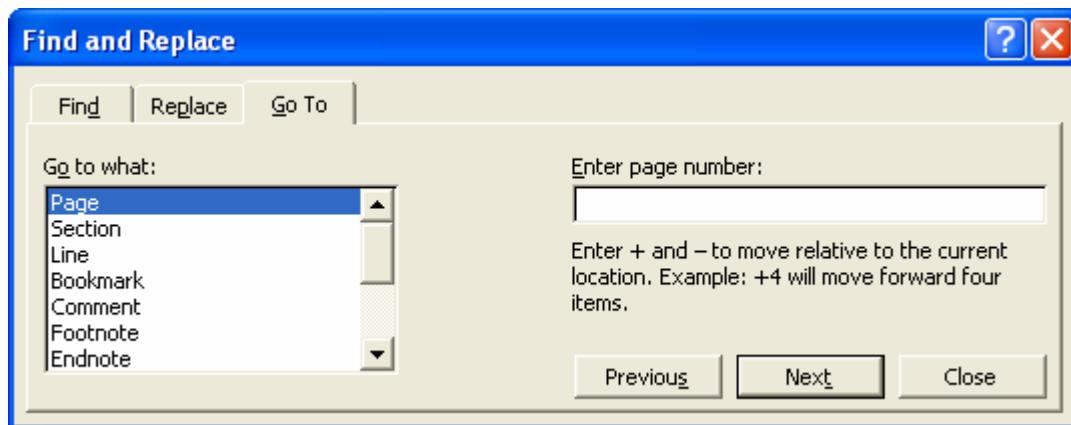 Find and Replace
Find Replace Go To
Go to what:
Page
Section
Line
Bookmark
Comment
Footnote
Endnote
Enter page number:
Enter + and – to move relative to the current
location. Example: +4 will move forward four
items.
Previous Next Close